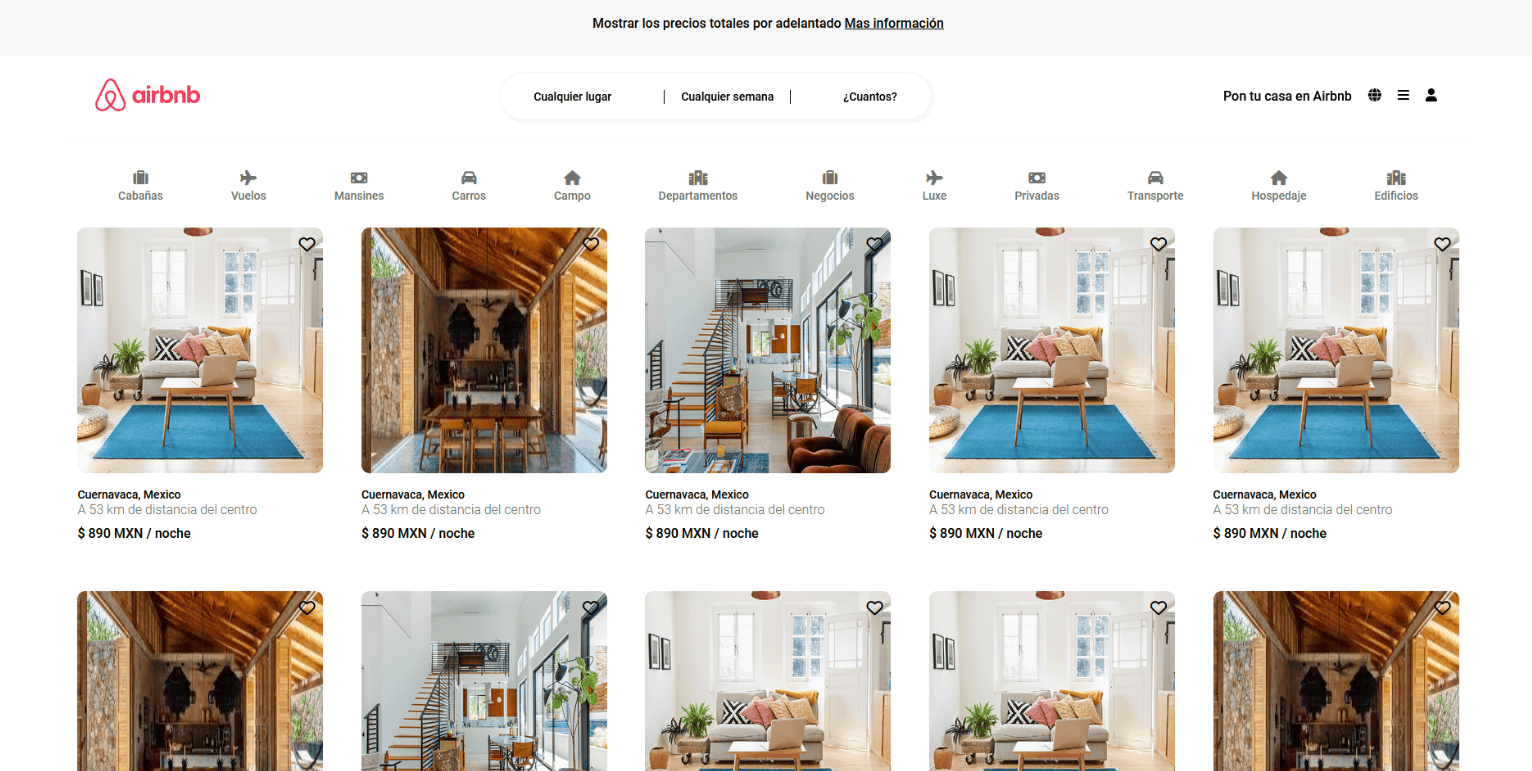 Mostrar los precios totales por adelantado Mas información
airbnb
Cualquier lugar | Cualquier semana | ¿Cuantos?
Pon tu casa en Airbnb
Cabañas Vuelos Mansines Carros Campo Departamentos Negocios Luxe Privadas Transporte Hospedaje Edificios
Cuernavaca, Mexico
A 53 km de distancia del centro
$ 890 MXN / noche
Cuernavaca, Mexico
A 53 km de distancia del centro
$ 890 MXN / noche
Cuernavaca, Mexico
A 53 km de distancia del centro
$ 890 MXN / noche
Cuernavaca, Mexico
A 53 km de distancia del centro
$ 890 MXN / noche
Cuernavaca, Mexico
A 53 km de distancia del centro
$ 890 MXN / noche